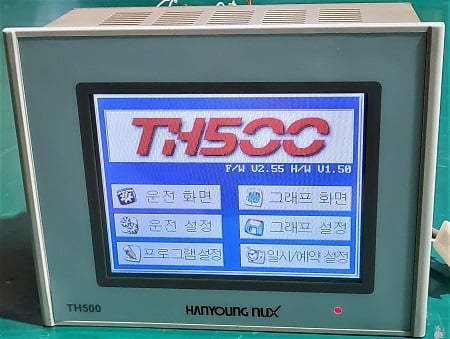 TH500
F/W V2.55 H/W V1.50
운전 화면
그래프 화면
운전 설정
그래프 설정
프로그램설정
일시/예약 설정
TH500
HANYOUNG nux